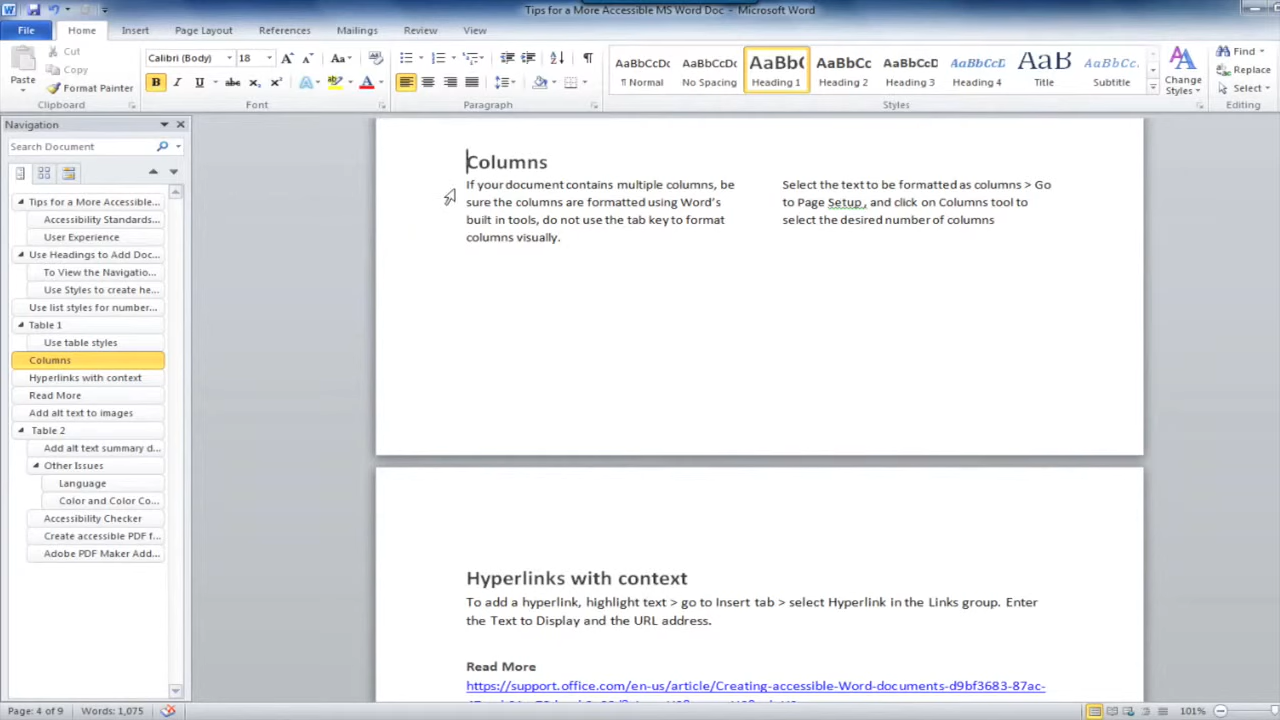 Tips for a More Accessible MS Word Doc - Microsoft Word
File Home Insert Page Layout References Mailings Review View
Paste
Cut
Copy
Format Painter
Clipboard
Calibri (Body) 18
Font
Paragraph
AaBbCcDc AaBbCcDc AaBbC AaBbCc AaBbCcD AaBbCcD AaB AaBbCc.
¶ Normal No Spacing Heading 1 Heading 2 Heading 3 Heading 4 Title Subtitle
Styles
Change Styles
Find
Replace
Select
Editing
Navigation
Search Document
Tips for a More Accessible...
Accessibility Standards...
User Experience
Use Headings to Add Doc...
To View the Navigatio...
Use Styles to create he...
Use list styles for number...
Table 1
Use table styles
Columns
Hyperlinks with context
Read More
Add alt text to images
Table 2
Add alt text summary d...
Other Issues
Language
Color and Color Co...
Accessibility Checker
Create accessible PDF f...
Adobe PDF Maker Add...
Columns
If your document contains multiple columns, be
sure the columns are formatted using Word's
built in tools, do not use the tab key to format
columns visually.
Select the text to be formatted as columns > Go
to Page Setup, and click on Columns tool to
select the desired number of columns
Hyperlinks with context
To add a hyperlink, highlight text > go to Insert tab > select Hyperlink in the Links group. Enter
the Text to Display and the URL address.
Read More
https://support.office.com/en-us/article/Creating-accessible-Word-documents-d9bf3683-87ac-
Page: 4 of 9 Words: 1,075 101%